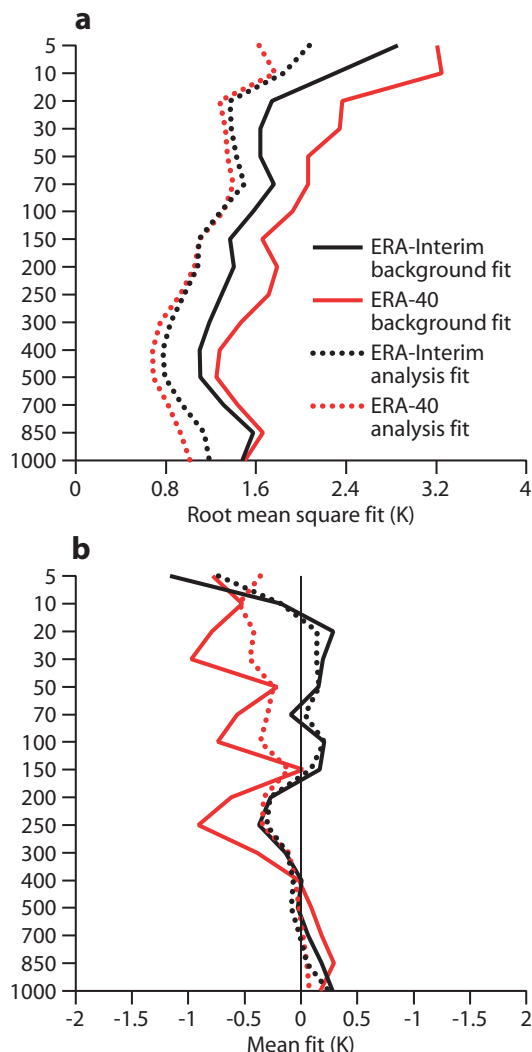 a
5
10
20
30
50
70
100
150
200
250
300
400
500
700
850
1000
ERA-Interim
background fit
ERA-40
background fit
ERA-Interim
analysis fit
ERA-40
analysis fit
0 0.8 1.6 2.4 3.2 4
Root mean square fit (K)
b
5
10
20
30
50
70
100
150
200
250
300
400
500
700
850
1000
-2 -1.5 -1 -0.5 0 0.5 1 1.5 2
Mean fit (K)